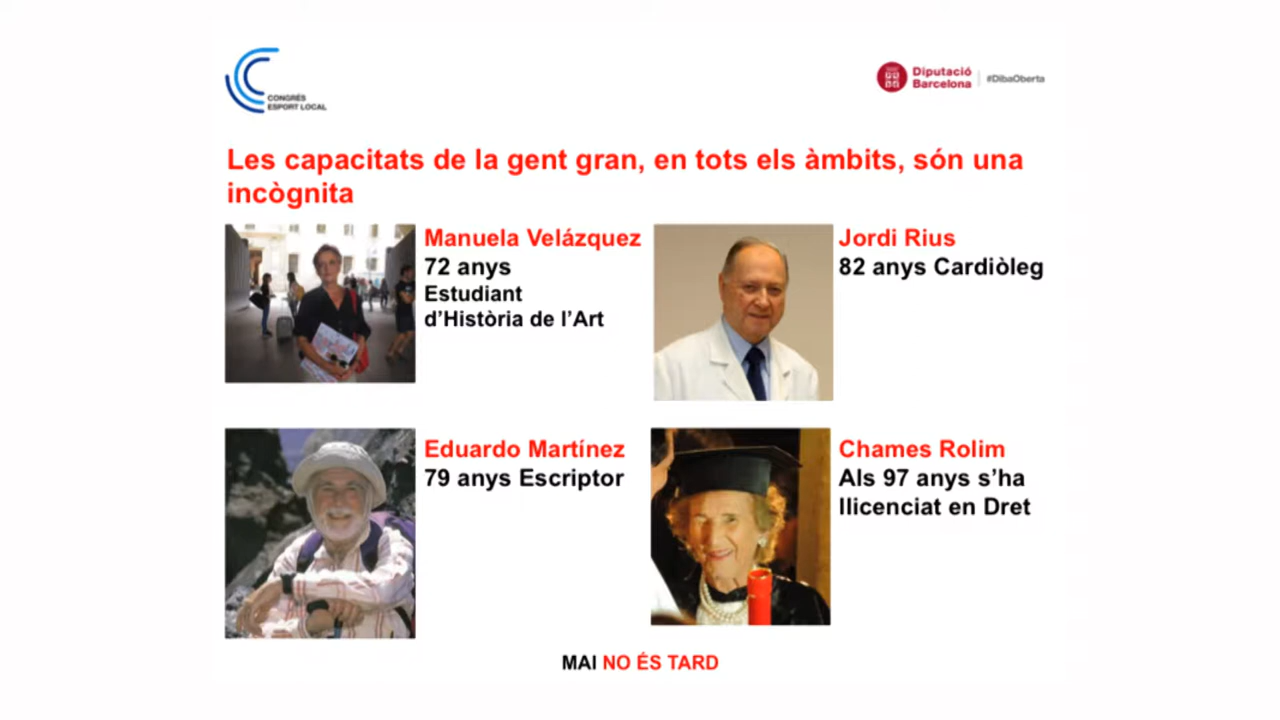 CONGRÉS
ESPORT LOCAL
Diputació
Barcelona
#DibaOberta
Les capacitats de la gent gran, en tots els àmbits, són una
incògnita
Manuela Velázquez
72 anys
Estudiant
d’Història de l’Art
Jordi Rius
82 anys Cardiòleg
Eduardo Martínez
79 anys Escriptor
Chames Rolim
Als 97 anys s’ha
llicenciat en Dret
MAI NO ÉS TARD